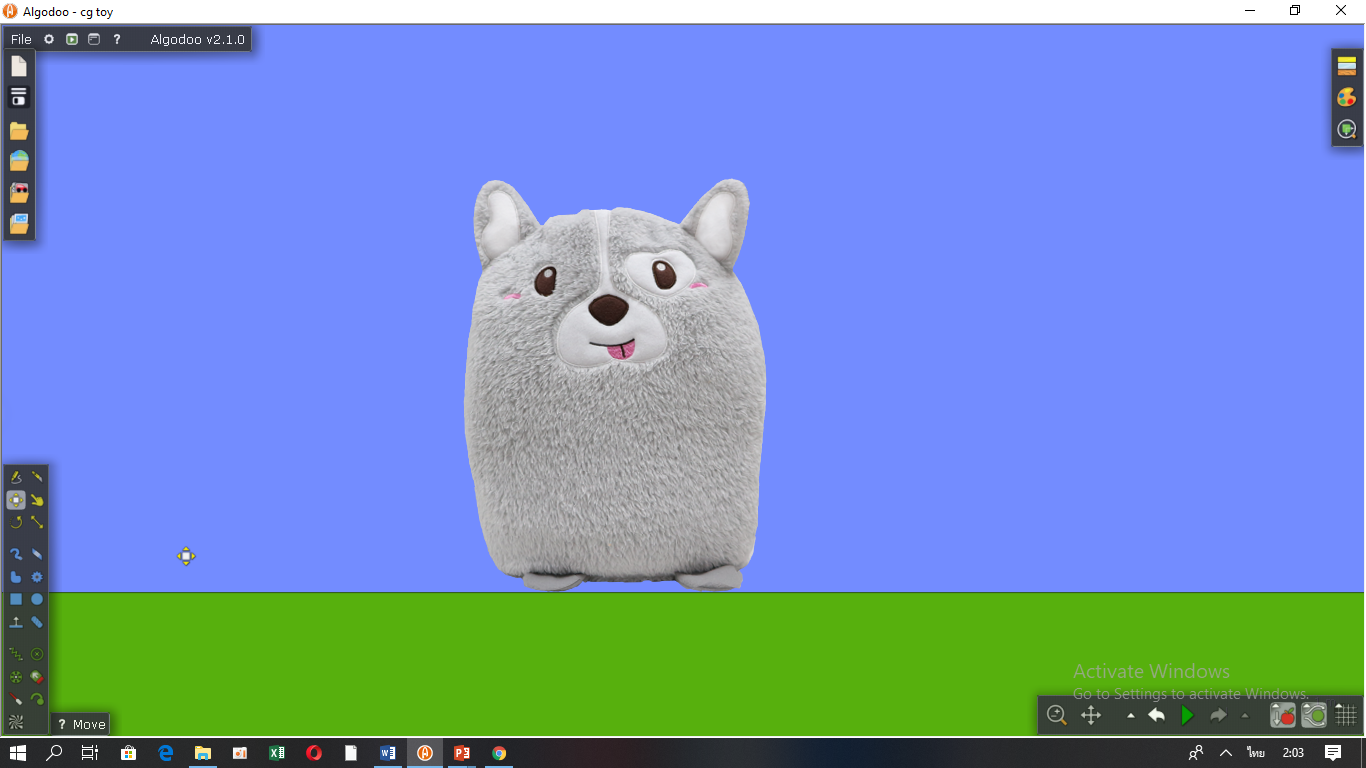 Algodoo - cg toy
File ? Algodoo v2.1.0
Activate Windows
Go to Settings to activate Windows.
? Move
ไทย 2:03